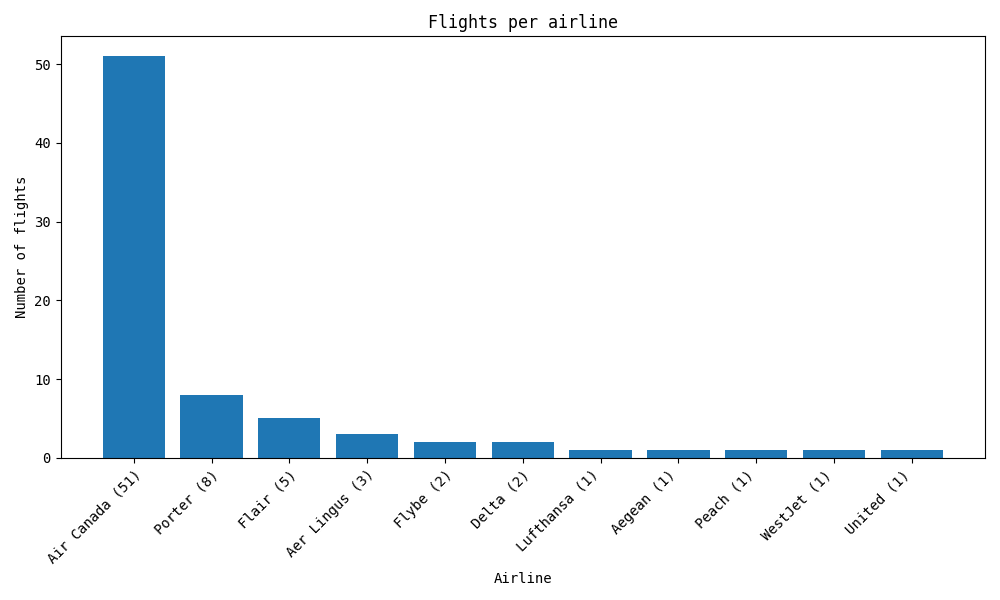 Flights per airline
Number of flights
50
40
30
20
10
0
Air Canada (51)
Porter (8)
Flair (5)
Aer Lingus (3)
Flybe (2)
Delta (2)
Lufthansa (1)
Aegean (1)
Peach (1)
WestJet (1)
United (1)
Airline